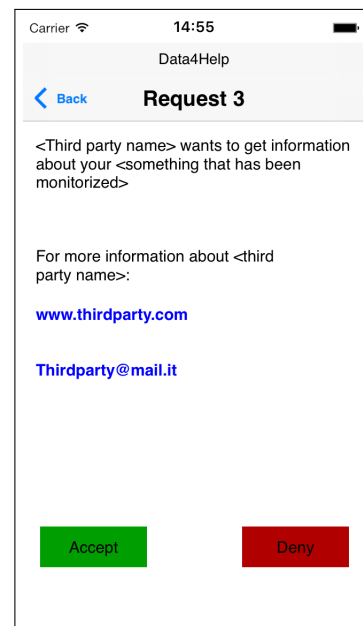 Carrier 14:55
Data4Help
Back Request 3
<Third party name> wants to get information
about your <something that has been
monitorized>
For more information about <third
party name>:
www.thirdparty.com
Thirdparty@mail.it
Accept Deny